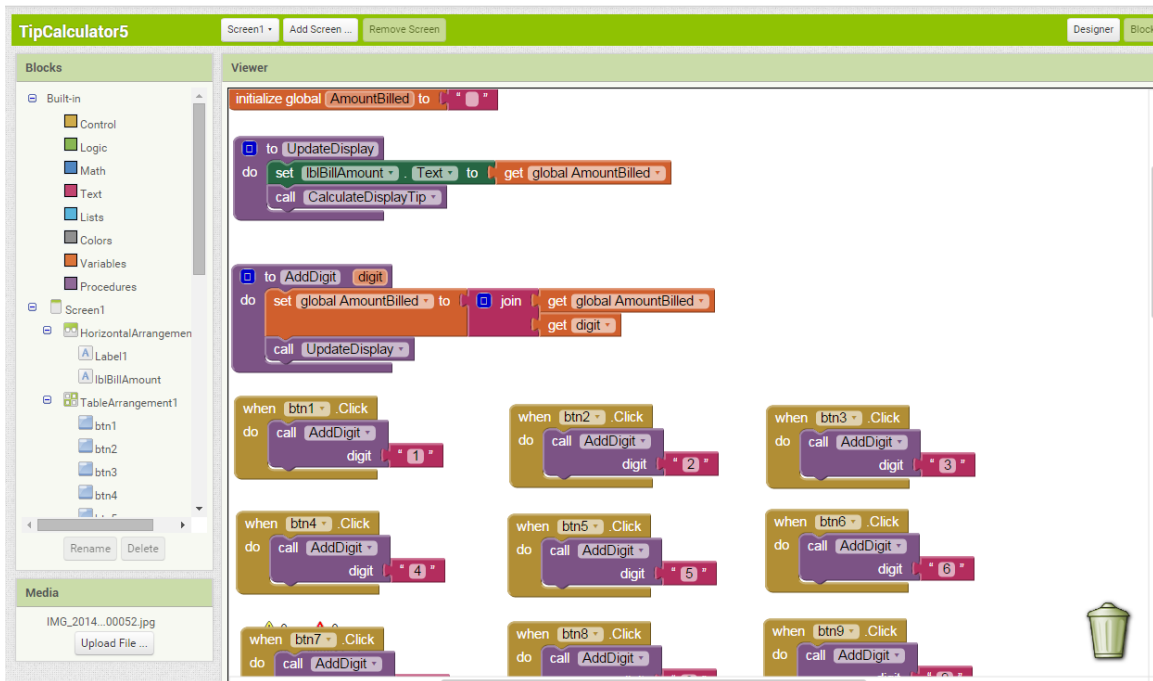 TipCalculator5
Screen1
Add Screen ...
Remove Screen
Designer
Block
Blocks
Viewer
Built-in
Control
Logic
Math
Text
Lists
Colors
Variables
Procedures
Screen1
HorizontalArrangemen
Label1
lblBillAmount
TableArrangement1
btn1
btn2
btn3
btn4
Rename
Delete
Media
IMG_2014...00052.jpg
Upload File ...
initialize global AmountBilled to " "
to UpdateDisplay
do set lblBillAmount . Text to get global AmountBilled
call CalculateDisplayTip
to AddDigit digit
do set global AmountBilled to join get global AmountBilled
get digit
call UpdateDisplay
when btn1 .Click
do call AddDigit
digit " 1 "
when btn2 .Click
do call AddDigit
digit " 2 "
when btn3 .Click
do call AddDigit
digit " 3 "
when btn4 .Click
do call AddDigit
digit " 4 "
when btn5 .Click
do call AddDigit
digit " 5 "
when btn6 .Click
do call AddDigit
digit " 6 "
when btn7 .Click
do call AddDigit
when btn8 .Click
do call AddDigit
when btn9 .Click
do call AddDigit